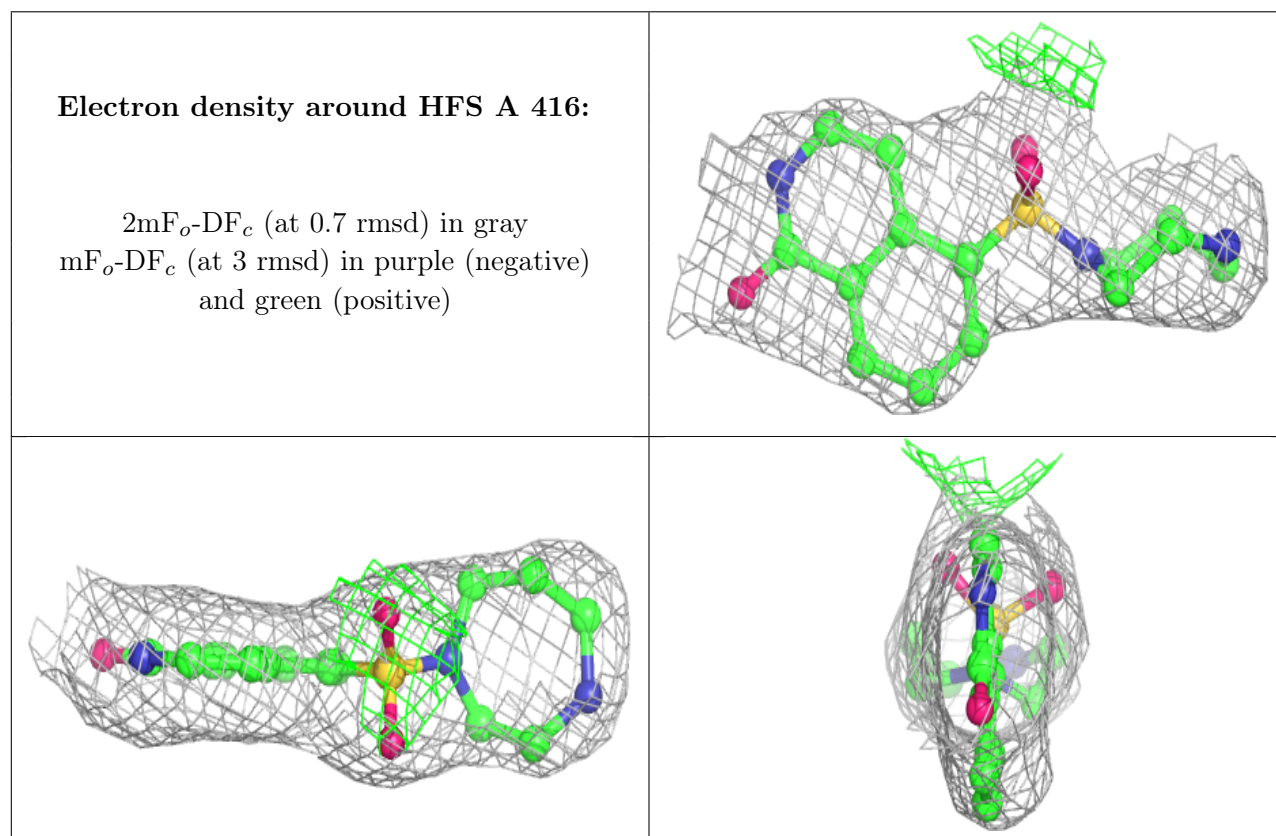 Electron density around HFS A 416:
2mFo-DFc (at 0.7 rmsd) in gray
mFo-DFc (at 3 rmsd) in purple (negative)
and green (positive)